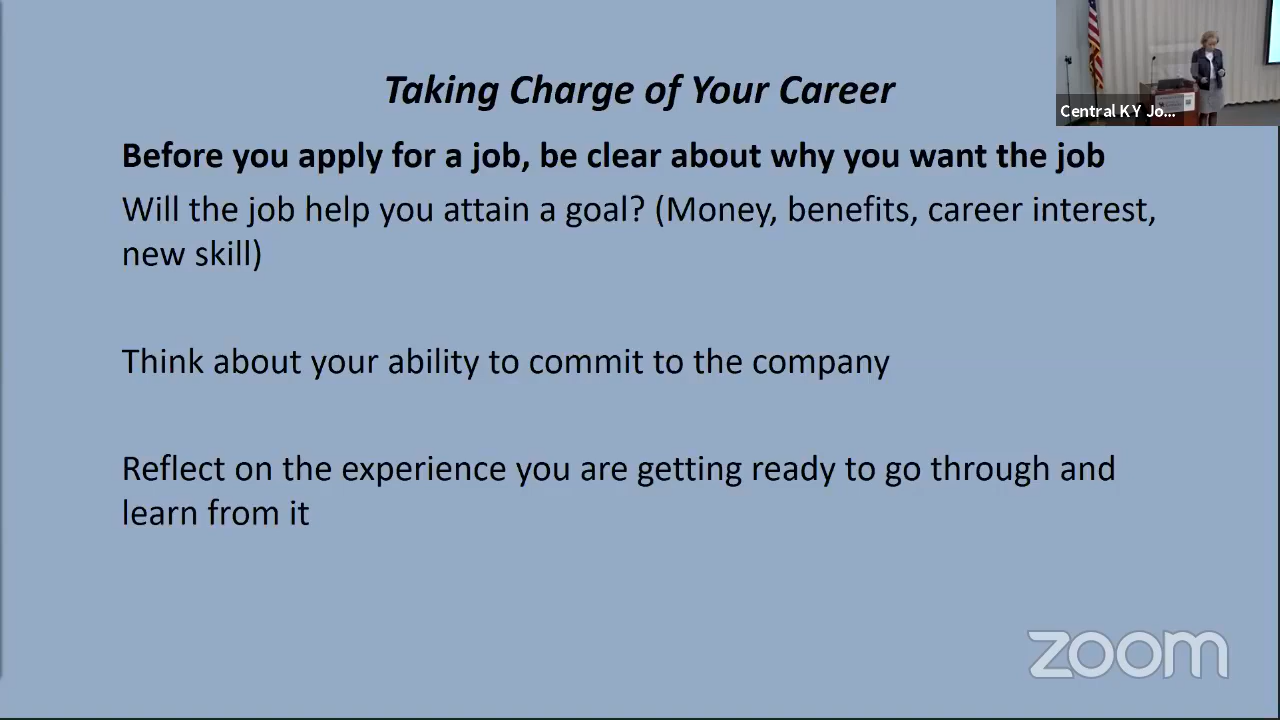 Taking Charge of Your Career
Central KY Jo...
Before you apply for a job, be clear about why you want the job
Will the job help you attain a goal? (Money, benefits, career interest,
new skill)
Think about your ability to commit to the company
Reflect on the experience you are getting ready to go through and
learn from it
zoom